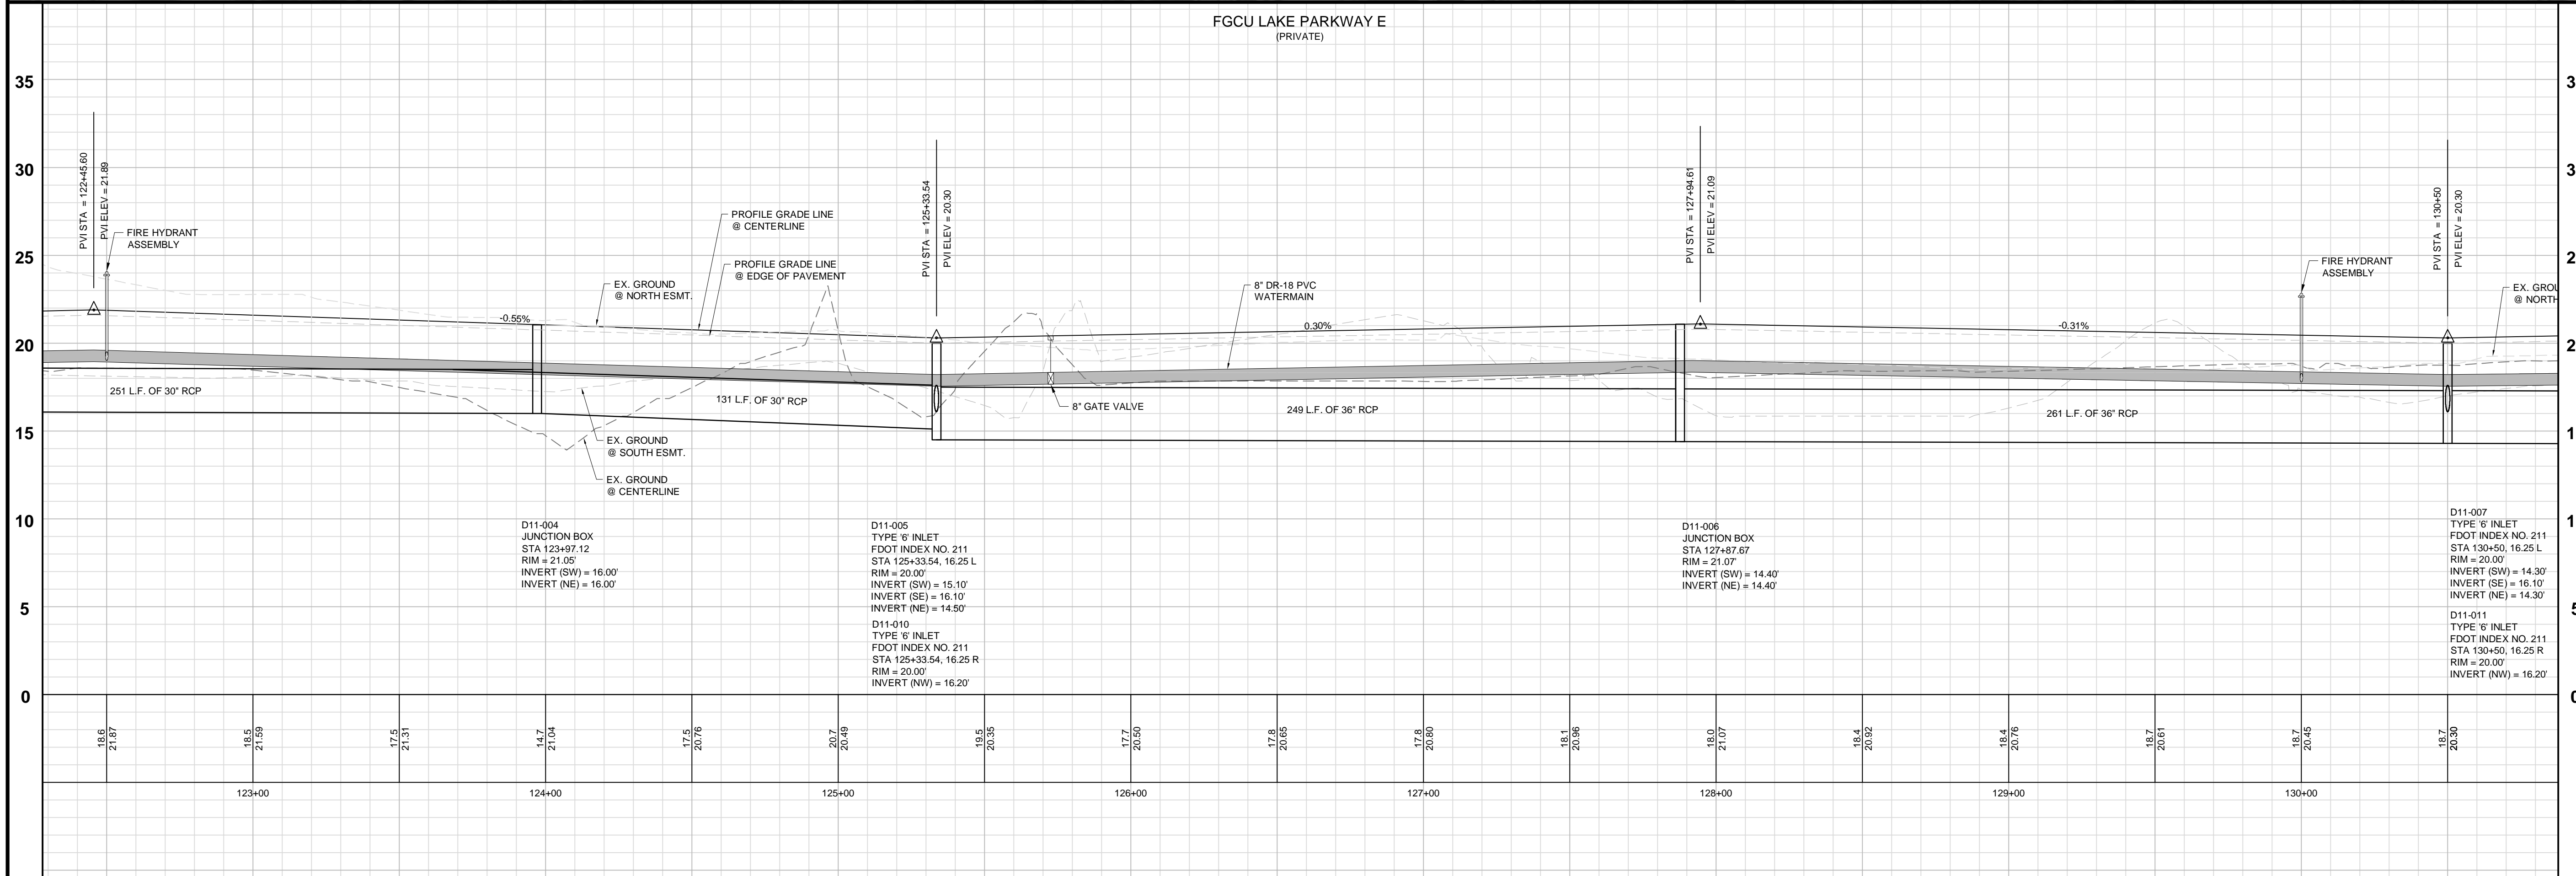 FGCU LAKE PARKWAY E
(PRIVATE)
35
30
25
20
15
10
5
0
3
3
2
2
1
1
5
0
PVI STA = 122+45.60
PVI ELEV = 21.89
FIRE HYDRANT
ASSEMBLY
-0.55%
EX. GROUND
@ NORTH ESMT.
PROFILE GRADE LINE
@ CENTERLINE
PROFILE GRADE LINE
@ EDGE OF PAVEMENT
PVI STA = 125+33.54
PVI ELEV = 20.30
8" DR-18 PVC
WATERMAIN
0.30%
PVI STA = 127+94.61
PVI ELEV = 21.09
-0.31%
FIRE HYDRANT
ASSEMBLY
PVI STA = 130+50
PVI ELEV = 20.30
EX. GROU
@ NORTH
251 L.F. OF 30" RCP
131 L.F. OF 30" RCP
8" GATE VALVE
249 L.F. OF 36" RCP
261 L.F. OF 36" RCP
EX. GROUND
@ SOUTH ESMT.
EX. GROUND
@ CENTERLINE
D11-004
JUNCTION BOX
STA 123+97.12
RIM = 21.05'
INVERT (SW) = 16.00'
INVERT (NE) = 16.00'
D11-005
TYPE '6' INLET
FDOT INDEX NO. 211
STA 125+33.54, 16.25 L
RIM = 20.00'
INVERT (SW) = 15.10'
INVERT (SE) = 16.10'
INVERT (NE) = 14.50'
D11-010
TYPE '6' INLET
FDOT INDEX NO. 211
STA 125+33.54, 16.25 R
RIM = 20.00'
INVERT (NW) = 16.20'
D11-006
JUNCTION BOX
STA 127+87.67
RIM = 21.07'
INVERT (SW) = 14.40'
INVERT (NE) = 14.40'
D11-007
TYPE '6' INLET
FDOT INDEX NO. 211
STA 130+50, 16.25 L
RIM = 20.00'
INVERT (SW) = 14.30'
INVERT (SE) = 16.10'
INVERT (NE) = 14.30'
D11-011
TYPE '6' INLET
FDOT INDEX NO. 211
STA 130+50, 16.25 R
RIM = 20.00'
INVERT (NW) = 16.20'
18.6
21.87
18.5
21.59
17.5
21.31
14.7
21.04
17.5
20.76
20.7
20.49
19.5
20.35
17.7
20.50
17.8
20.65
17.8
20.80
18.1
20.96
18.0
21.07
18.4
20.92
18.4
20.76
18.7
20.61
18.7
20.45
18.7
20.30
123+00
124+00
125+00
126+00
127+00
128+00
129+00
130+00